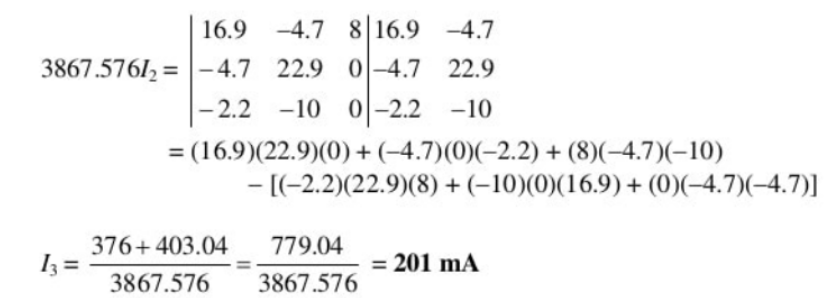 16.9 −4.7 8 | 16.9 −4.7
3867.576I₂ = | −4.7 22.9 0 | −4.7 22.9
−2.2 −10 0 | −2.2 −10
= (16.9)(22.9)(0) + (−4.7)(0)(−2.2) + (8)(−4.7)(−10)
− [(−2.2)(22.9)(8) + (−10)(0)(16.9) + (0)(−4.7)(−4.7)]
I₃ = (376 + 403.04)/3867.576 = 779.04/3867.576 = 201 mA